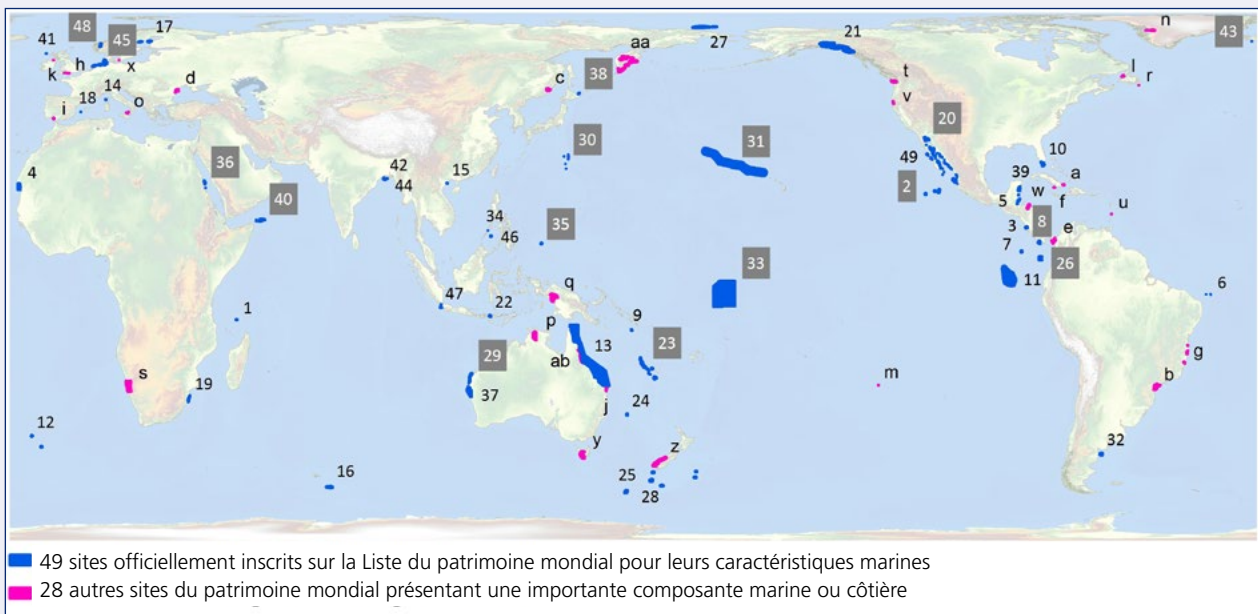 48
17
n
41
45
27
21
aa
43
h
x
k
d
38
c
t
l
r
14
v
18
o
i
20
30
31
10
36
42
15
49
39
a
4
44
2
w
f
40
5
u
34
35
8
46
3
e
7
33
26
q
11
47
22
6
1
9
p
23
13
29
ab
g
s
m
b
19
37
j
24
12
y
z
32
16
25
28
49 sites officiellement inscrits sur la Liste du patrimoine mondial pour leurs caractéristiques marines
28 autres sites du patrimoine mondial présentant une importante composante marine ou côtière